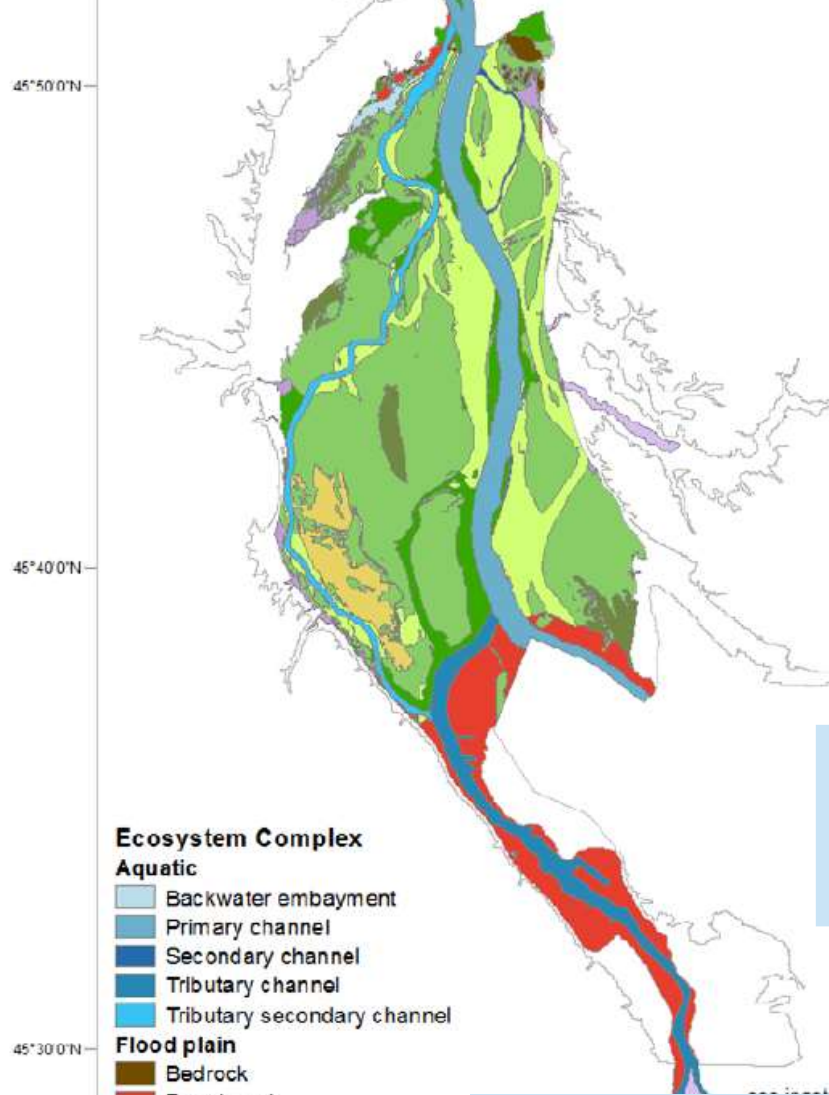 45°50'0"N
45°40'0"N
Ecosystem Complex
Aquatic
Backwater embayment
Primary channel
Secondary channel
Tributary channel
Tributary secondary channel
45°30'0"N
Flood plain
Bedrock